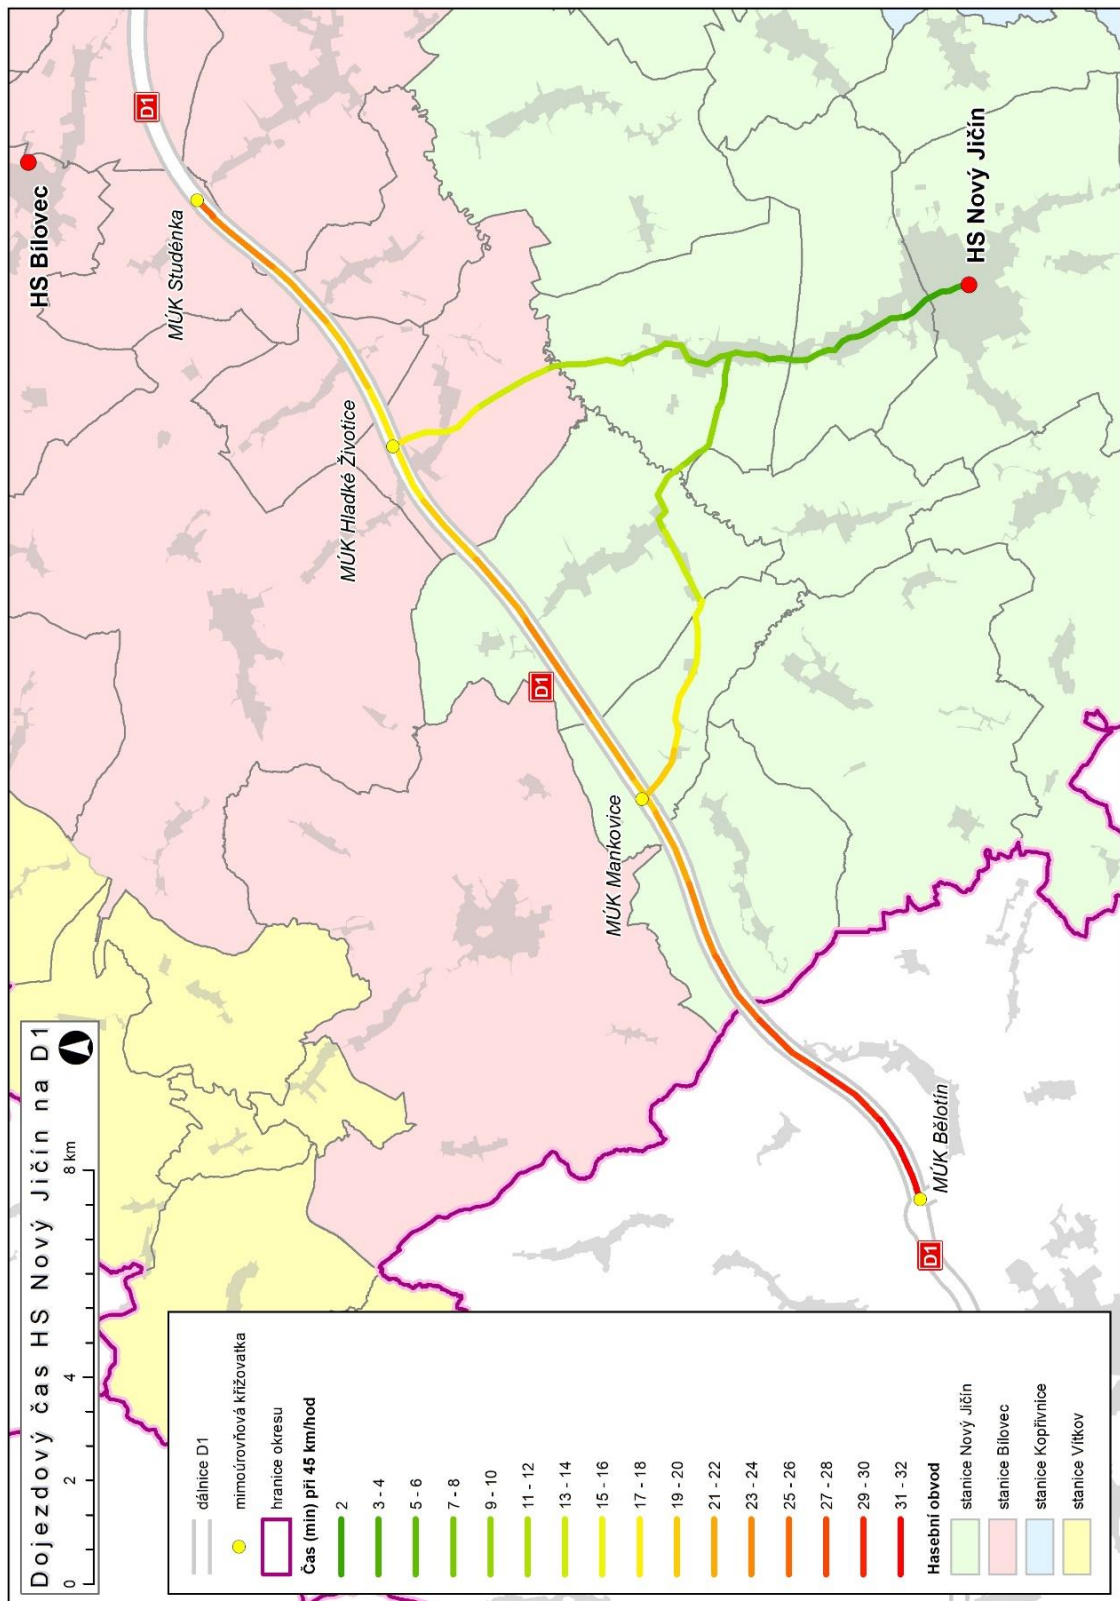 Dojezdový čas HS Nový Jičín na D1
0 2 4 8 km
dálnice D1
mimoúrovňová křižovatka
hranice okresu
Čas (min) při 45 km/hod
2
3 - 4
5 - 6
7 - 8
9 - 10
11 - 12
13 - 14
15 - 16
17 - 18
19 - 20
21 - 22
23 - 24
25 - 26
27 - 28
29 - 30
31 - 32
Hasební obvod
stanice Nový Jičín
stanice Bílovec
stanice Kopřivnice
stanice Vítkov
D1
MÚK Bělotín
MÚK Mankovice
D1
MÚK Hladké Životice
MÚK Studénka
D1
HS Bílovec
HS Nový Jičín